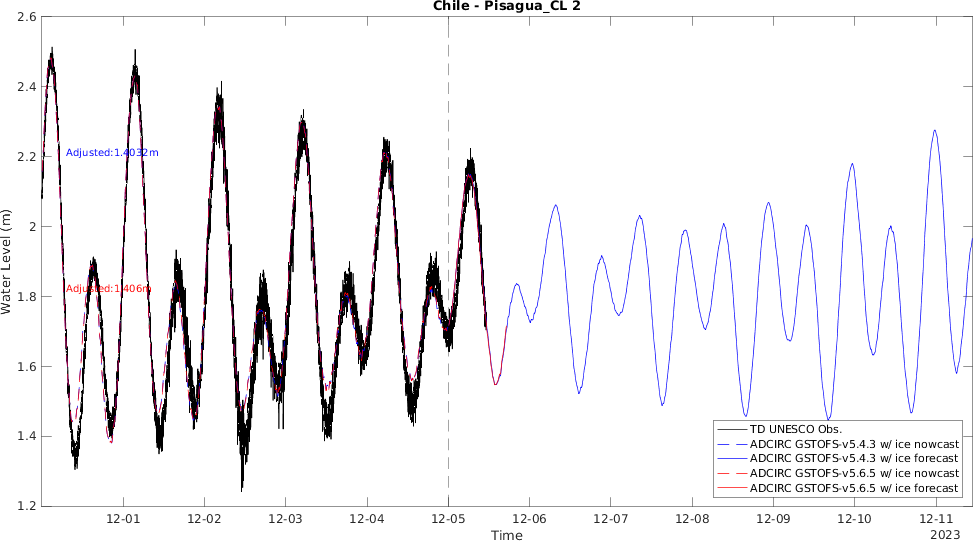 Chile - Pisagua_CL 2
Water Level (m)
2.6
2.4
2.2
2
1.8
1.6
1.4
1.2
Adjusted:1.4032m
Adjusted:1.406m
TD UNESCO Obs.
ADCIRC GSTOFS-v5.4.3 w/ ice nowcast
ADCIRC GSTOFS-v5.4.3 w/ ice forecast
ADCIRC GSTOFS-v5.6.5 w/ ice nowcast
ADCIRC GSTOFS-v5.6.5 w/ ice forecast
12-01 12-02 12-03 12-04 12-05 12-06 12-07 12-08 12-09 12-10 12-11
2023
Time